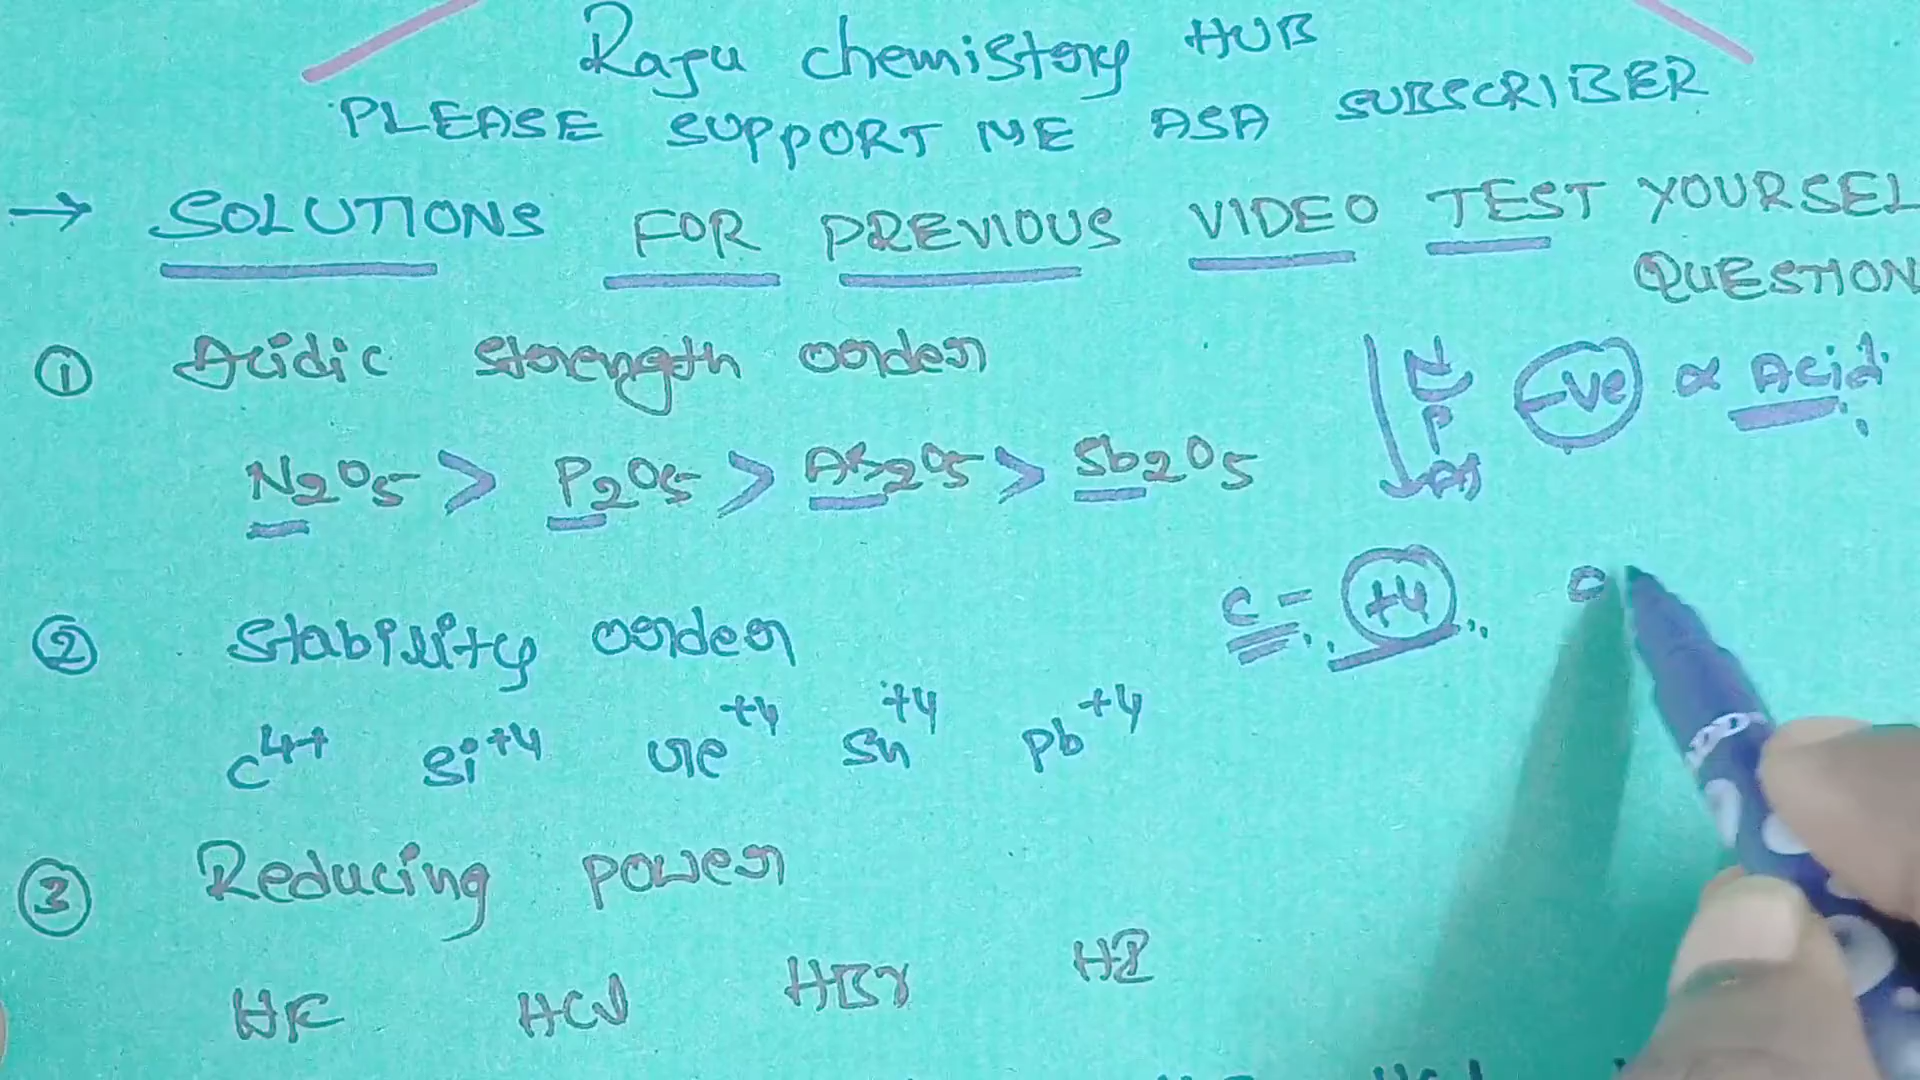 Raju chemistry HUB
PLEASE SUPPORT ME AS A SUBSCRIBER
→ SOLUTIONS FOR PREVIOUS VIDEO TEST YOURSEL
QUESTION
① Acidic strength order
N2O5 > P2O5 > As2O5 > Sb2O5
N
P
As
-ve ∝ Acid.
② Stability order
C = +4
C4+ Si+4 Ge+4 Sn+4 Pb+4
③ Reducing power
HF HCl HBr HI